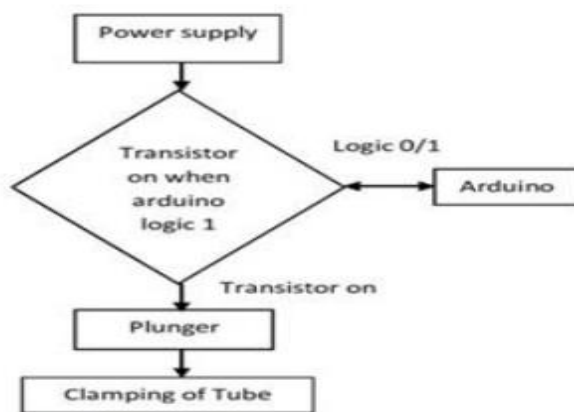 Power supply
Transistor
on when
arduino
logic 1
Logic 0/1
Arduino
Transistor on
Plunger
Clamping of Tube